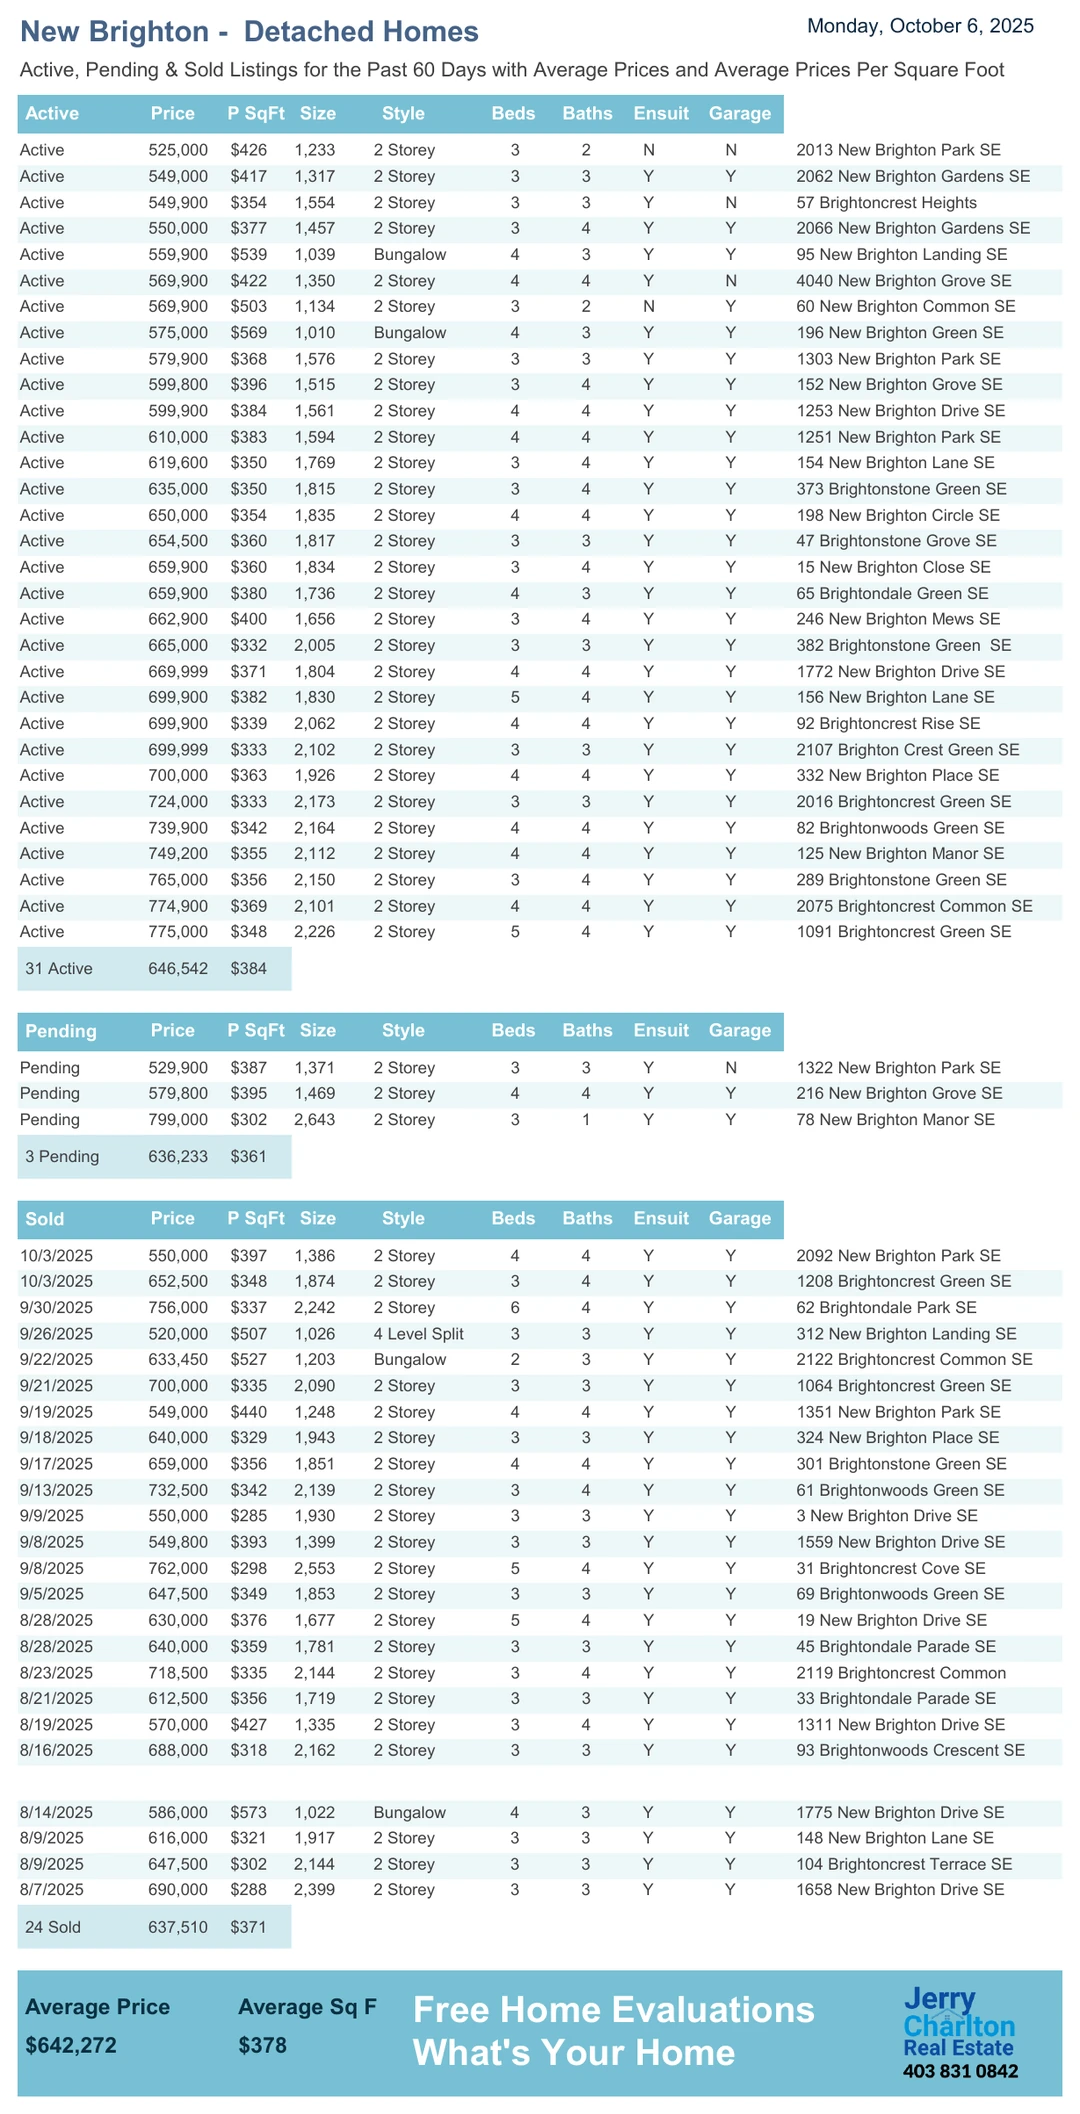 New Brighton - Detached Homes Monday, October 6, 2025
Active, Pending & Sold Listings for the Past 60 Days with Average Prices and Average Prices Per Square Foot
Active Price P SqFt Size Style Beds Baths Ensuit Garage
Active 525,000 $426 1,233 2 Storey 3 2 N N 2013 New Brighton Park SE
Active 549,000 $417 1,317 2 Storey 3 3 Y Y 2062 New Brighton Gardens SE
Active 549,900 $354 1,554 2 Storey 3 3 Y N 57 Brightoncrest Heights
Active 550,000 $377 1,457 2 Storey 3 4 Y Y 2066 New Brighton Gardens SE
Active 559,900 $539 1,039 Bungalow 4 3 Y Y 95 New Brighton Landing SE
Active 569,900 $422 1,350 2 Storey 4 4 Y N 4040 New Brighton Grove SE
Active 569,900 $503 1,134 2 Storey 3 2 N Y 60 New Brighton Common SE
Active 575,000 $569 1,010 Bungalow 4 3 Y Y 196 New Brighton Green SE
Active 579,900 $368 1,576 2 Storey 3 3 Y Y 1303 New Brighton Park SE
Active 599,800 $396 1,515 2 Storey 3 4 Y Y 152 New Brighton Grove SE
Active 599,900 $384 1,561 2 Storey 4 4 Y Y 1253 New Brighton Drive SE
Active 610,000 $383 1,594 2 Storey 4 4 Y Y 1251 New Brighton Park SE
Active 619,600 $350 1,769 2 Storey 3 4 Y Y 154 New Brighton Lane SE
Active 635,000 $350 1,815 2 Storey 3 4 Y Y 373 Brightonstone Green SE
Active 650,000 $354 1,835 2 Storey 4 4 Y Y 198 New Brighton Circle SE
Active 654,500 $360 1,817 2 Storey 3 3 Y Y 47 Brightonstone Grove SE
Active 659,900 $360 1,834 2 Storey 3 4 Y Y 15 New Brighton Close SE
Active 659,900 $380 1,736 2 Storey 4 3 Y Y 65 Brightondale Green SE
Active 662,900 $400 1,656 2 Storey 3 4 Y Y 246 New Brighton Mews SE
Active 665,000 $332 2,005 2 Storey 3 3 Y Y 382 Brightonstone Green SE
Active 669,999 $371 1,804 2 Storey 4 4 Y Y 1772 New Brighton Drive SE
Active 699,900 $382 1,830 2 Storey 5 4 Y Y 156 New Brighton Lane SE
Active 699,900 $339 2,062 2 Storey 4 4 Y Y 92 Brightoncrest Rise SE
Active 699,999 $333 2,102 2 Storey 3 3 Y Y 2107 Brighton Crest Green SE
Active 700,000 $363 1,926 2 Storey 4 4 Y Y 332 New Brighton Place SE
Active 724,000 $333 2,173 2 Storey 3 3 Y Y 2016 Brightoncrest Green SE
Active 739,900 $342 2,164 2 Storey 4 4 Y Y 82 Brightonwoods Green SE
Active 749,200 $355 2,112 2 Storey 4 4 Y Y 125 New Brighton Manor SE
Active 765,000 $356 2,150 2 Storey 3 4 Y Y 289 Brightonstone Green SE
Active 774,900 $369 2,101 2 Storey 4 4 Y Y 2075 Brightoncrest Common SE
Active 775,000 $348 2,226 2 Storey 5 4 Y Y 1091 Brightoncrest Green SE
31 Active 646,542 $384
Pending Price P SqFt Size Style Beds Baths Ensuit Garage
Pending 529,900 $387 1,371 2 Storey 3 3 Y N 1322 New Brighton Park SE
Pending 579,800 $395 1,469 2 Storey 4 4 Y Y 216 New Brighton Grove SE
Pending 799,000 $302 2,643 2 Storey 3 1 Y Y 78 New Brighton Manor SE
3 Pending 636,233 $361
Sold Price P SqFt Size Style Beds Baths Ensuit Garage
10/3/2025 550,000 $397 1,386 2 Storey 4 4 Y Y 2092 New Brighton Park SE
10/3/2025 652,500 $348 1,874 2 Storey 3 4 Y Y 1208 Brightoncrest Green SE
9/30/2025 756,000 $337 2,242 2 Storey 6 4 Y Y 62 Brightondale Park SE
9/26/2025 520,000 $507 1,026 4 Level Split 3 3 Y Y 312 New Brighton Landing SE
9/22/2025 633,450 $527 1,203 Bungalow 2 3 Y Y 2122 Brightoncrest Common SE
9/21/2025 700,000 $335 2,090 2 Storey 3 3 Y Y 1064 Brightoncrest Green SE
9/19/2025 549,000 $440 1,248 2 Storey 4 4 Y Y 1351 New Brighton Park SE
9/18/2025 640,000 $329 1,943 2 Storey 3 3 Y Y 324 New Brighton Place SE
9/17/2025 659,000 $356 1,851 2 Storey 4 4 Y Y 301 Brightonstone Green SE
9/13/2025 732,500 $342 2,139 2 Storey 3 4 Y Y 61 Brightonwoods Green SE
9/9/2025 550,000 $285 1,930 2 Storey 3 3 Y Y 3 New Brighton Drive SE
9/8/2025 549,800 $393 1,399 2 Storey 3 3 Y Y 1559 New Brighton Drive SE
9/8/2025 762,000 $298 2,553 2 Storey 5 4 Y Y 31 Brightoncrest Cove SE
9/5/2025 647,500 $349 1,853 2 Storey 3 3 Y Y 69 Brightonwoods Green SE
8/28/2025 630,000 $376 1,677 2 Storey 5 4 Y Y 19 New Brighton Drive SE
8/28/2025 640,000 $359 1,781 2 Storey 3 3 Y Y 45 Brightondale Parade SE
8/23/2025 718,500 $335 2,144 2 Storey 3 4 Y Y 2119 Brightoncrest Common
8/21/2025 612,500 $356 1,719 2 Storey 3 3 Y Y 33 Brightondale Parade SE
8/19/2025 570,000 $427 1,335 2 Storey 3 4 Y Y 1311 New Brighton Drive SE
8/16/2025 688,000 $318 2,162 2 Storey 3 3 Y Y 93 Brightonwoods Crescent SE
8/14/2025 586,000 $573 1,022 Bungalow 4 3 Y Y 1775 New Brighton Drive SE
8/9/2025 616,000 $321 1,917 2 Storey 3 3 Y Y 148 New Brighton Lane SE
8/9/2025 647,500 $302 2,144 2 Storey 3 3 Y Y 104 Brightoncrest Terrace SE
8/7/2025 690,000 $288 2,399 2 Storey 3 3 Y Y 1658 New Brighton Drive SE
24 Sold 637,510 $371
Average Price Average Sq F
$642,272 $378
Free Home Evaluations
What's Your Home
Jerry
Charlton
Real Estate
403 831 0842